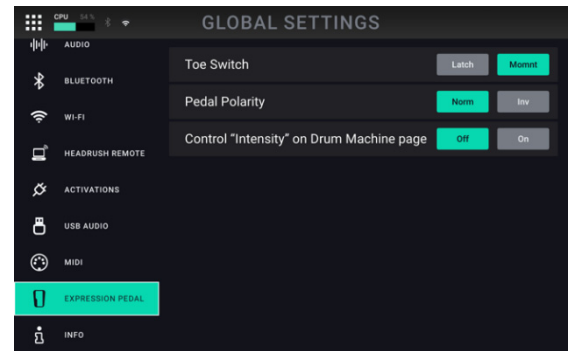 CPU 54 % GLOBAL SETTINGS
AUDIO
BLUETOOTH
WI-FI
HEADRUSH REMOTE
ACTIVATIONS
USB AUDIO
MIDI
EXPRESSION PEDAL
INFO
Toe Switch Latch Momnt
Pedal Polarity Norm Inv
Control "Intensity" on Drum Machine page Off On